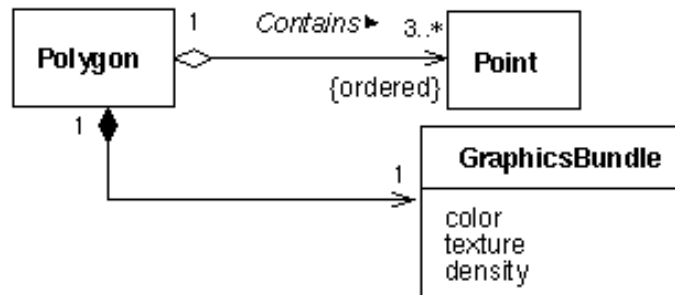 1
Contains ►
3..*
Polygon
Point
{ordered}
1
GraphicsBundle
1
color
texture
density